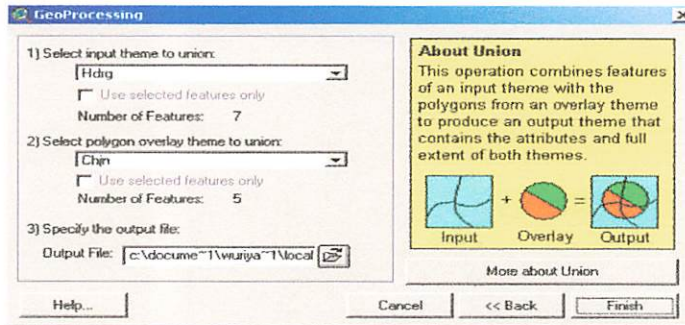 GeoProcessing
1) Select input theme to union:
Hdrg
Use selected features only
Number of Features: 7
2) Select polygon overlay theme to union:
Chjn
Use selected features only
Number of Features: 5
3) Specify the output file:
Output File: c:\docume~1\wuriya~1\local
About Union
This operation combines features
of an input theme with the
polygons from an overlay theme
to produce an output theme that
contains the attributes and full
extent of both themes.
+ =
Input Overlay Output
More about Union
Help... Cancel << Back Finish